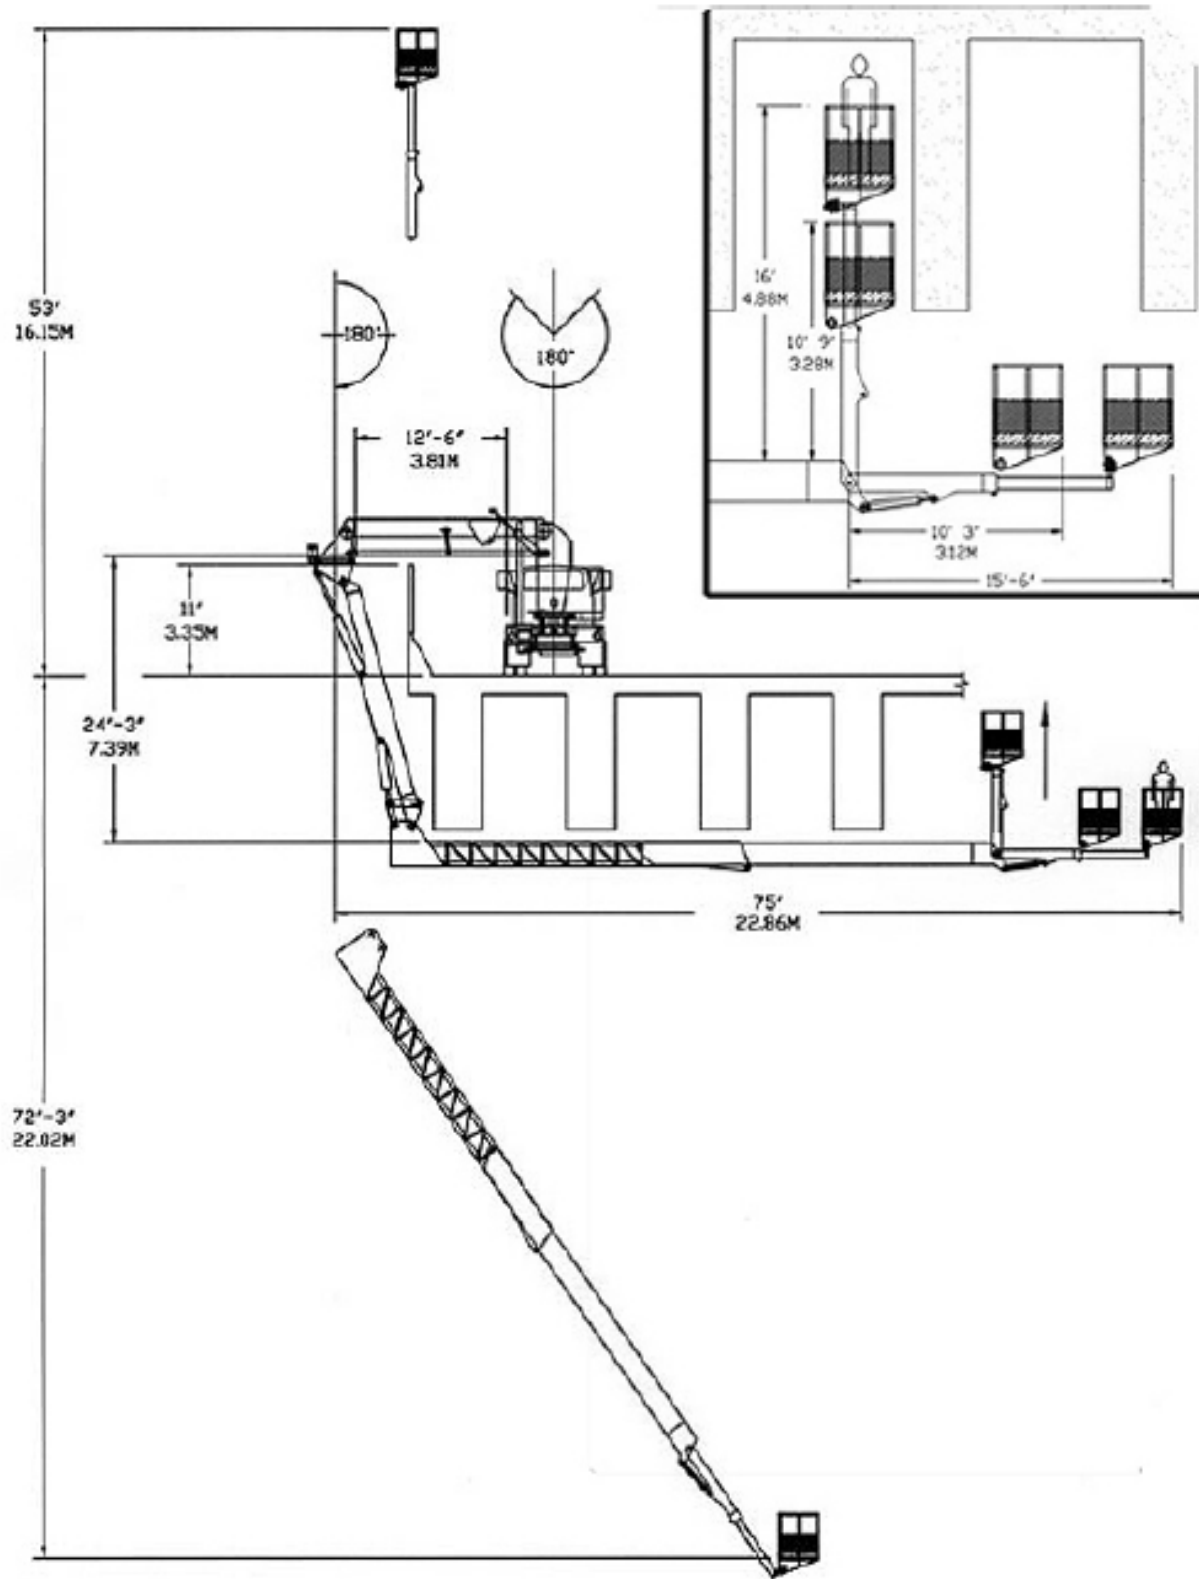 53'
16.15M
180°
180°
12'-6"
3.81M
11'
3.35M
24'-3"
7.39M
75'
22.86M
72'-3"
22.02M
16'
4.88M
10' 9"
3.28M
10' 3"
3.12M
15'-6"